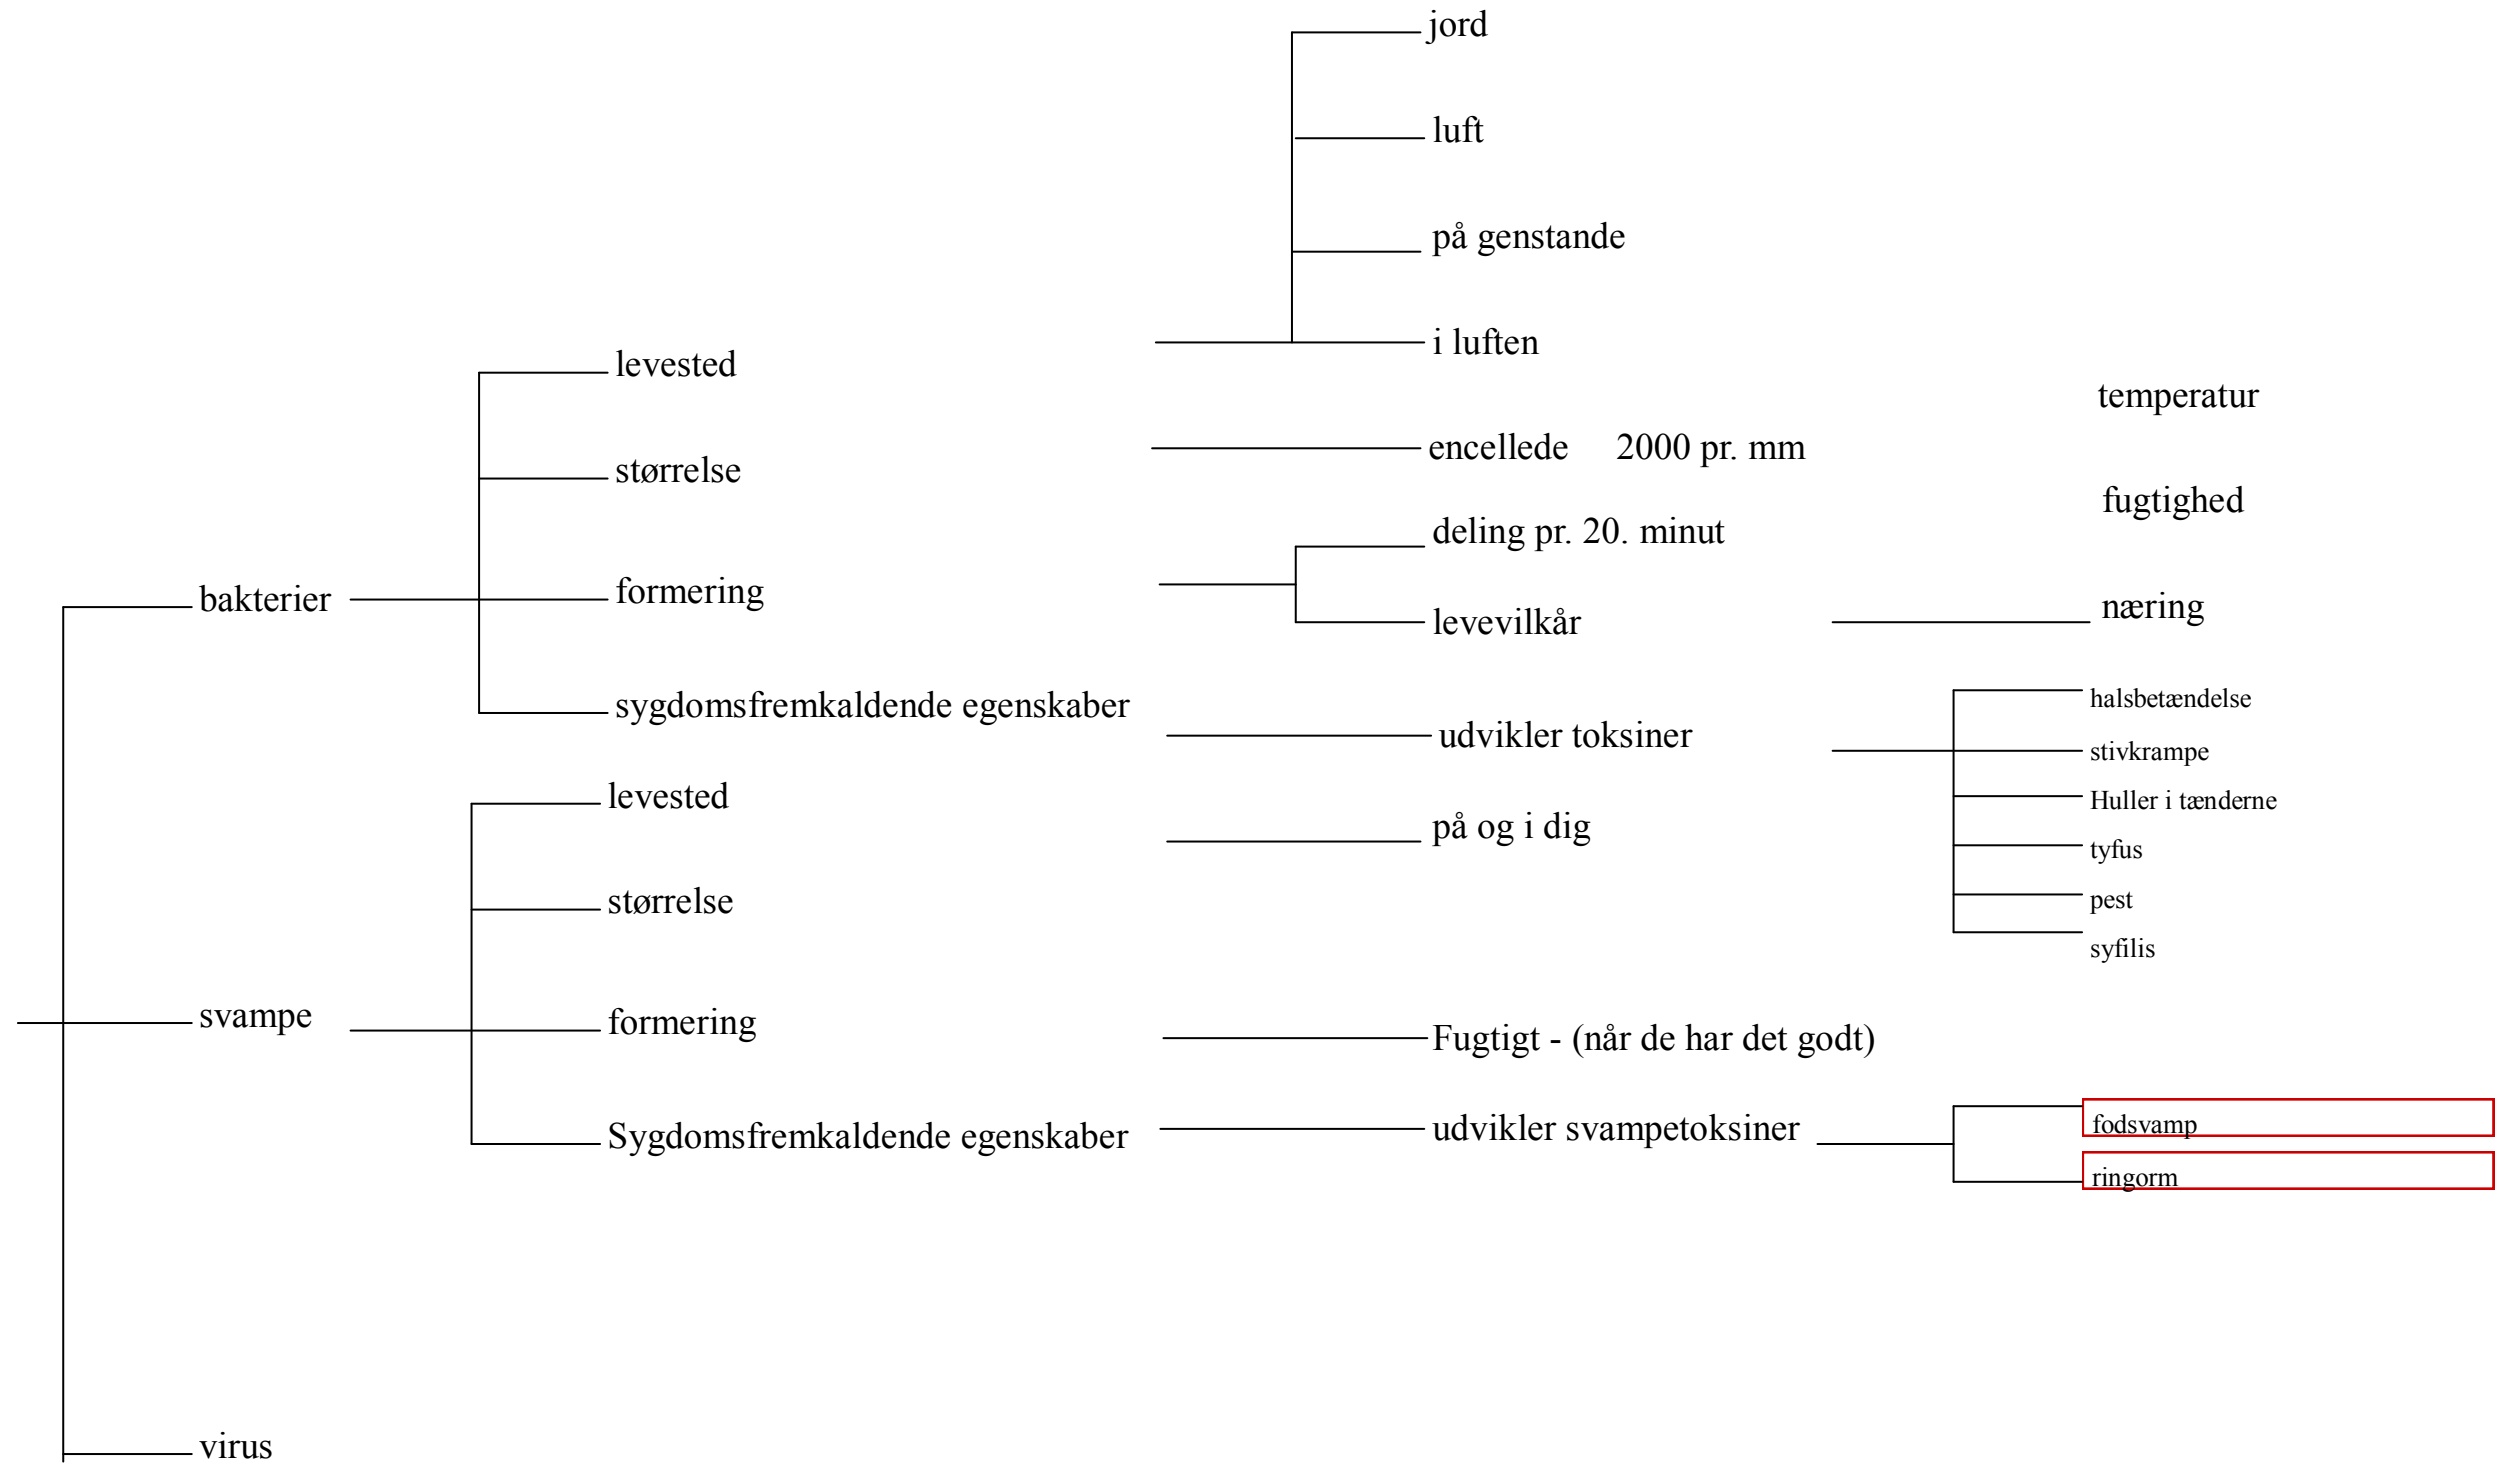 jord
luft
på genstande
i luften
levested
temperatur
størrelse
encellede 2000 pr. mm
fugtighed
deling pr. 20. minut
bakterier
formering
levevilkår
næring
sygdomsfremkaldende egenskaber
udvikler toksiner
halsbetændelse
stivkrampe
Huller i tænderne
tyfus
pest
syfilis
levested
på og i dig
størrelse
svampe
formering
Fugtigt - (når de har det godt)
Sygdomsfremkaldende egenskaber
udvikler svampetoksiner
fodsvamp
ringorm
virus